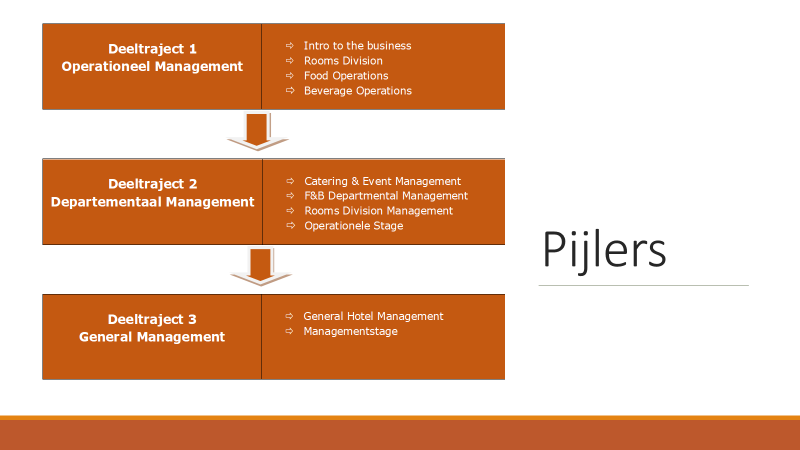 Deeltraject 1
Operationeel Management
⇨ Intro to the business
⇨ Rooms Division
⇨ Food Operations
⇨ Beverage Operations
Deeltraject 2
Departementaal Management
⇨ Catering & Event Management
⇨ F&B Departmental Management
⇨ Rooms Division Management
⇨ Operationele Stage
Deeltraject 3
General Management
⇨ General Hotel Management
⇨ Managementstage
Pijlers